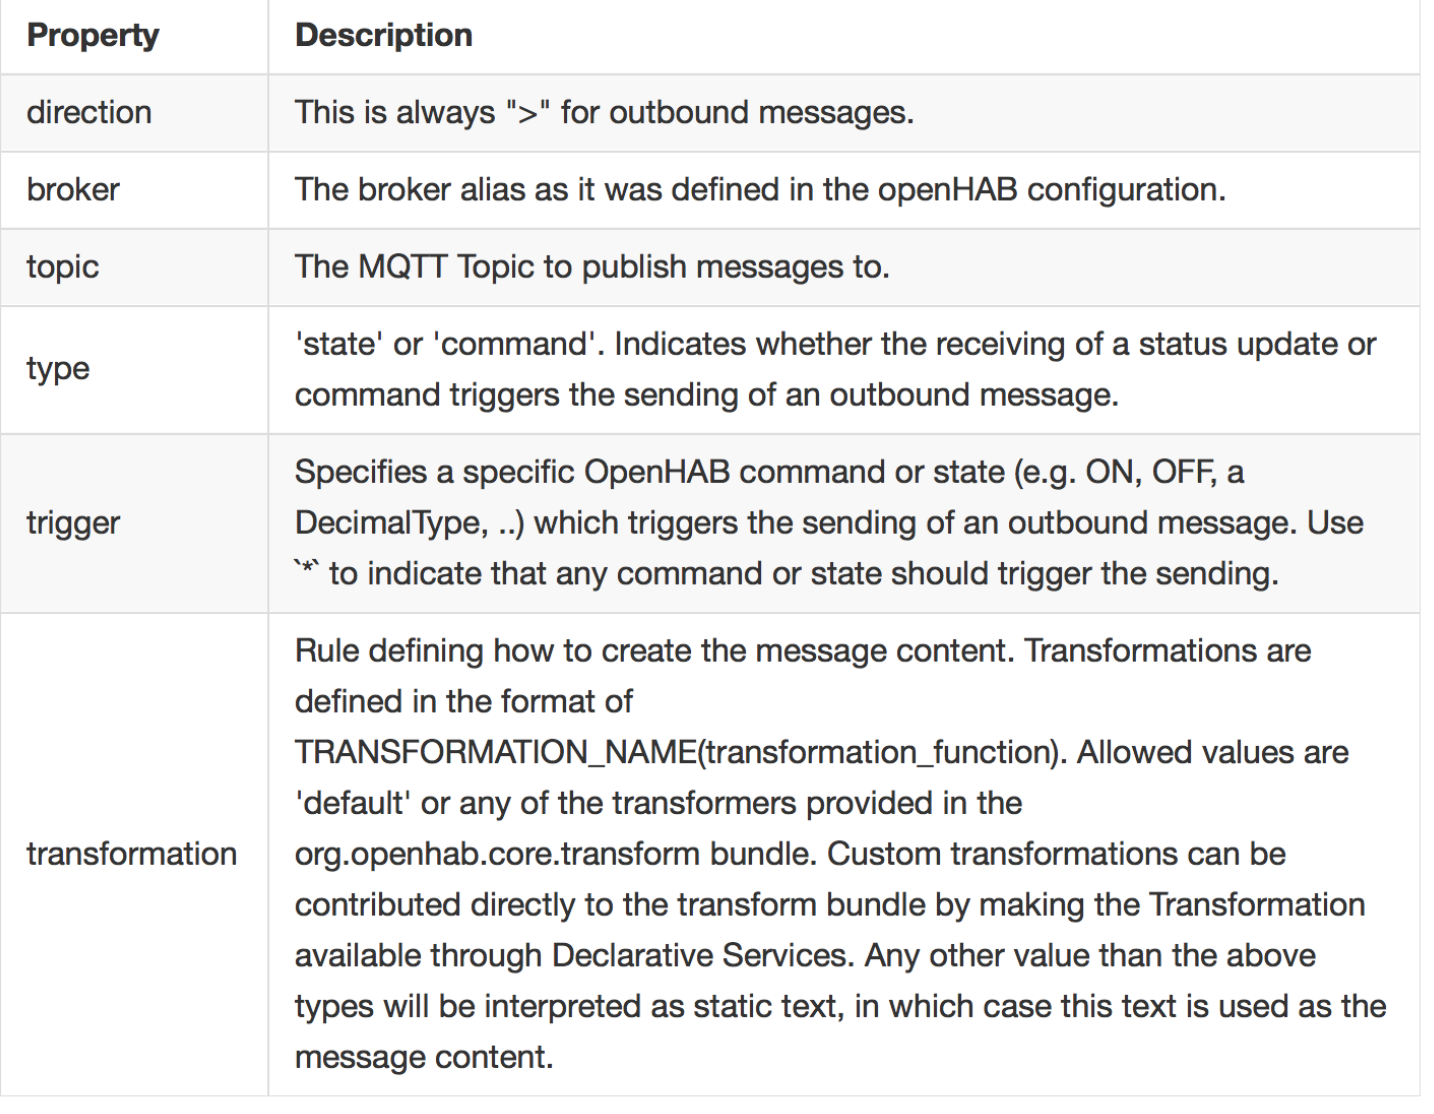 Property Description
direction This is always ">" for outbound messages.
broker The broker alias as it was defined in the openHAB configuration.
topic The MQTT Topic to publish messages to.
type 'state' or 'command'. Indicates whether the receiving of a status update or
command triggers the sending of an outbound message.
trigger Specifies a specific OpenHAB command or state (e.g. ON, OFF, a
DecimalType, ..) which triggers the sending of an outbound message. Use
`*` to indicate that any command or state should trigger the sending.
transformation Rule defining how to create the message content. Transformations are
defined in the format of
TRANSFORMATION_NAME(transformation_function). Allowed values are
'default' or any of the transformers provided in the
org.openhab.core.transform bundle. Custom transformations can be
contributed directly to the transform bundle by making the Transformation
available through Declarative Services. Any other value than the above
types will be interpreted as static text, in which case this text is used as the
message content.